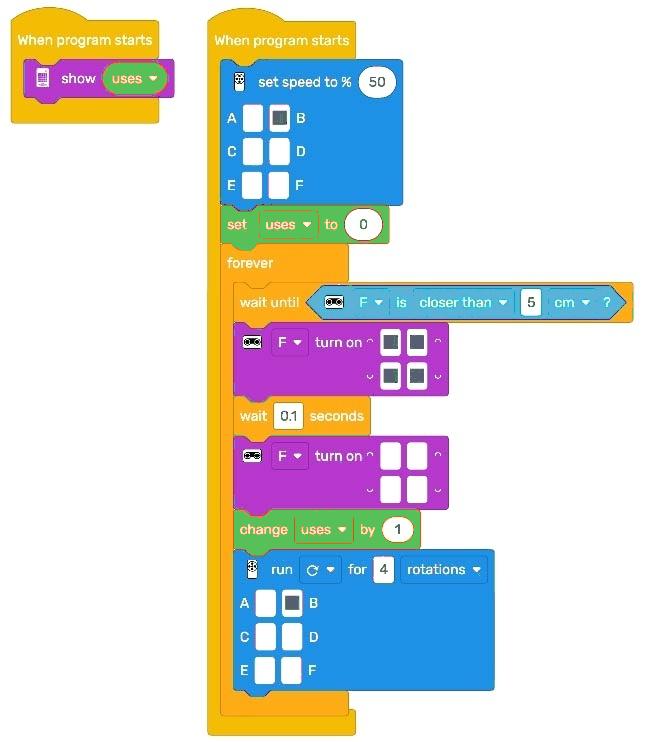 When program starts
show uses
When program starts
set speed to % 50
A B
C D
E F
set uses to 0
forever
wait until F is closer than 5 cm ?
F turn on
wait 0.1 seconds
F turn on
change uses by 1
run for 4 rotations
A B
C D
E F